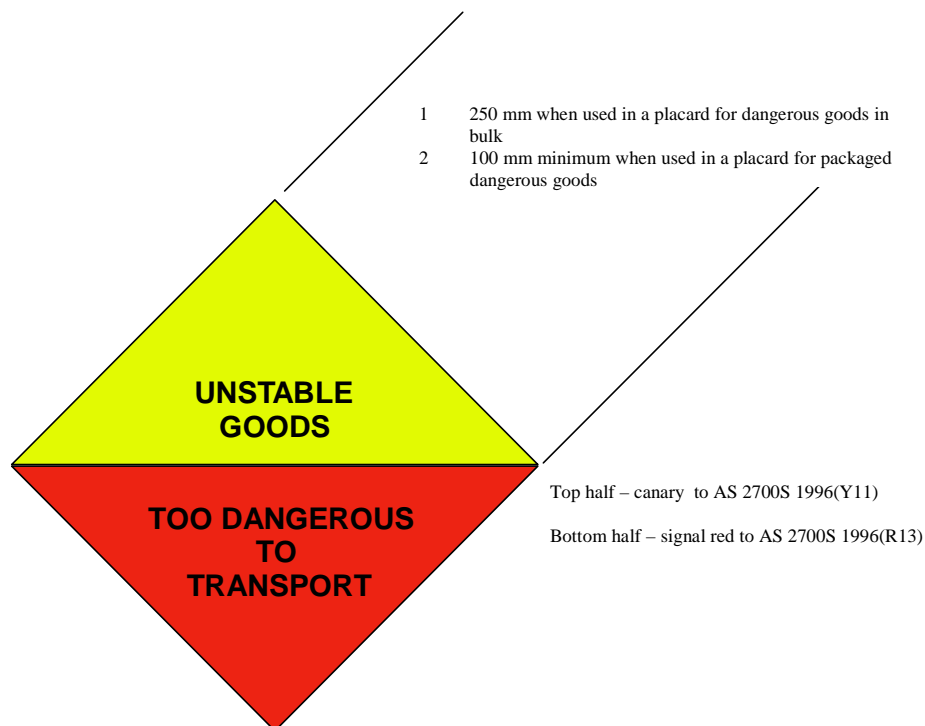 1 250 mm when used in a placard for dangerous goods in
bulk
2 100 mm minimum when used in a placard for packaged
dangerous goods
UNSTABLE
GOODS
TOO DANGEROUS
TO
TRANSPORT
Top half – canary to AS 2700S 1996(Y11)
Bottom half – signal red to AS 2700S 1996(R13)